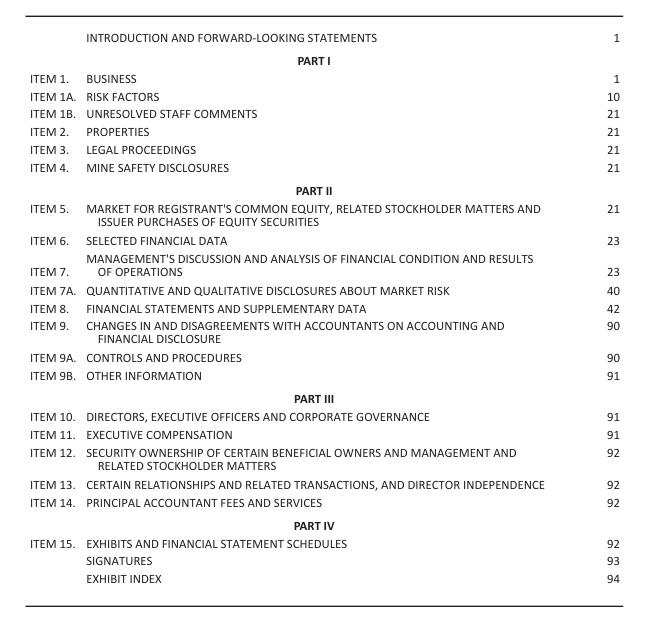 INTRODUCTION AND FORWARD-LOOKING STATEMENTS 1
PART I
ITEM 1. BUSINESS 1
ITEM 1A. RISK FACTORS 10
ITEM 1B. UNRESOLVED STAFF COMMENTS 21
ITEM 2. PROPERTIES 21
ITEM 3. LEGAL PROCEEDINGS 21
ITEM 4. MINE SAFETY DISCLOSURES 21
PART II
ITEM 5. MARKET FOR REGISTRANT'S COMMON EQUITY, RELATED STOCKHOLDER MATTERS AND 21
ISSUER PURCHASES OF EQUITY SECURITIES
ITEM 6. SELECTED FINANCIAL DATA 23
MANAGEMENT'S DISCUSSION AND ANALYSIS OF FINANCIAL CONDITION AND RESULTS
ITEM 7. OF OPERATIONS 23
ITEM 7A. QUANTITATIVE AND QUALITATIVE DISCLOSURES ABOUT MARKET RISK 40
ITEM 8. FINANCIAL STATEMENTS AND SUPPLEMENTARY DATA 42
ITEM 9. CHANGES IN AND DISAGREEMENTS WITH ACCOUNTANTS ON ACCOUNTING AND 90
FINANCIAL DISCLOSURE
ITEM 9A. CONTROLS AND PROCEDURES 90
ITEM 9B. OTHER INFORMATION 91
PART III
ITEM 10. DIRECTORS, EXECUTIVE OFFICERS AND CORPORATE GOVERNANCE 91
ITEM 11. EXECUTIVE COMPENSATION 91
ITEM 12. SECURITY OWNERSHIP OF CERTAIN BENEFICIAL OWNERS AND MANAGEMENT AND 92
RELATED STOCKHOLDER MATTERS
ITEM 13. CERTAIN RELATIONSHIPS AND RELATED TRANSACTIONS, AND DIRECTOR INDEPENDENCE 92
ITEM 14. PRINCIPAL ACCOUNTANT FEES AND SERVICES 92
PART IV
ITEM 15. EXHIBITS AND FINANCIAL STATEMENT SCHEDULES 92
SIGNATURES 93
EXHIBIT INDEX 94